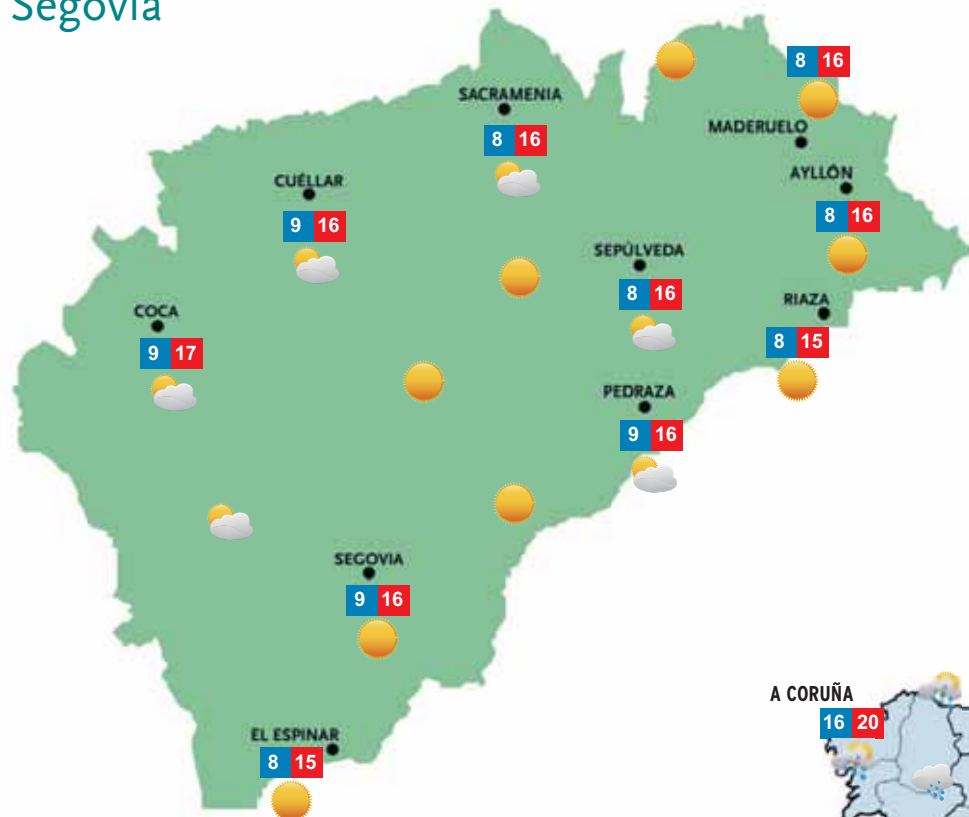 Segovia
8 16
SACRAMENIA
8 16
MADERUELO
AYLLÓN
8 16
CUÉLLAR
9 16
SEPÚLVEDA
8 16
COCA
9 17
RIAZA
8 15
PEDRAZA
9 16
SEGOVIA
9 16
A CORUÑA
16 20
EL ESPINAR
8 15